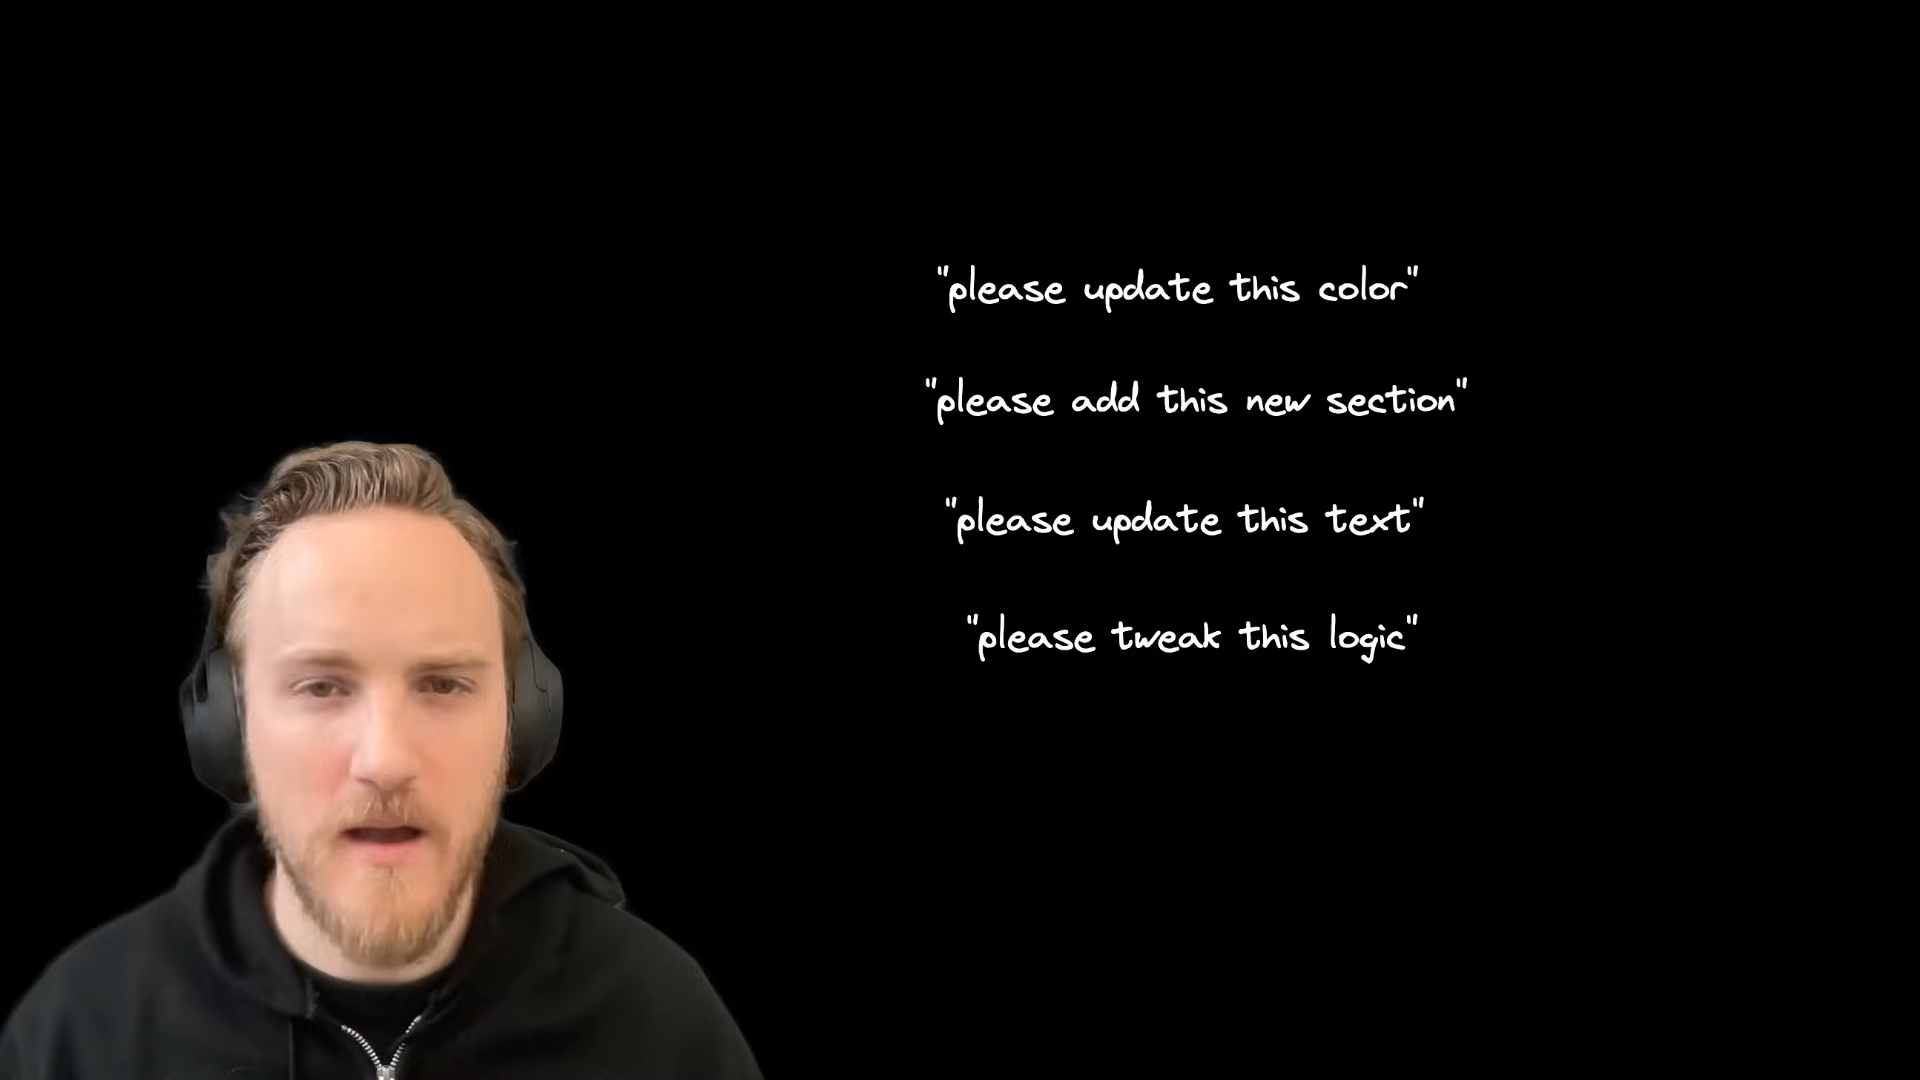 "please update this color"
"please add this new section"
"please update this text"
"please tweak this logic"